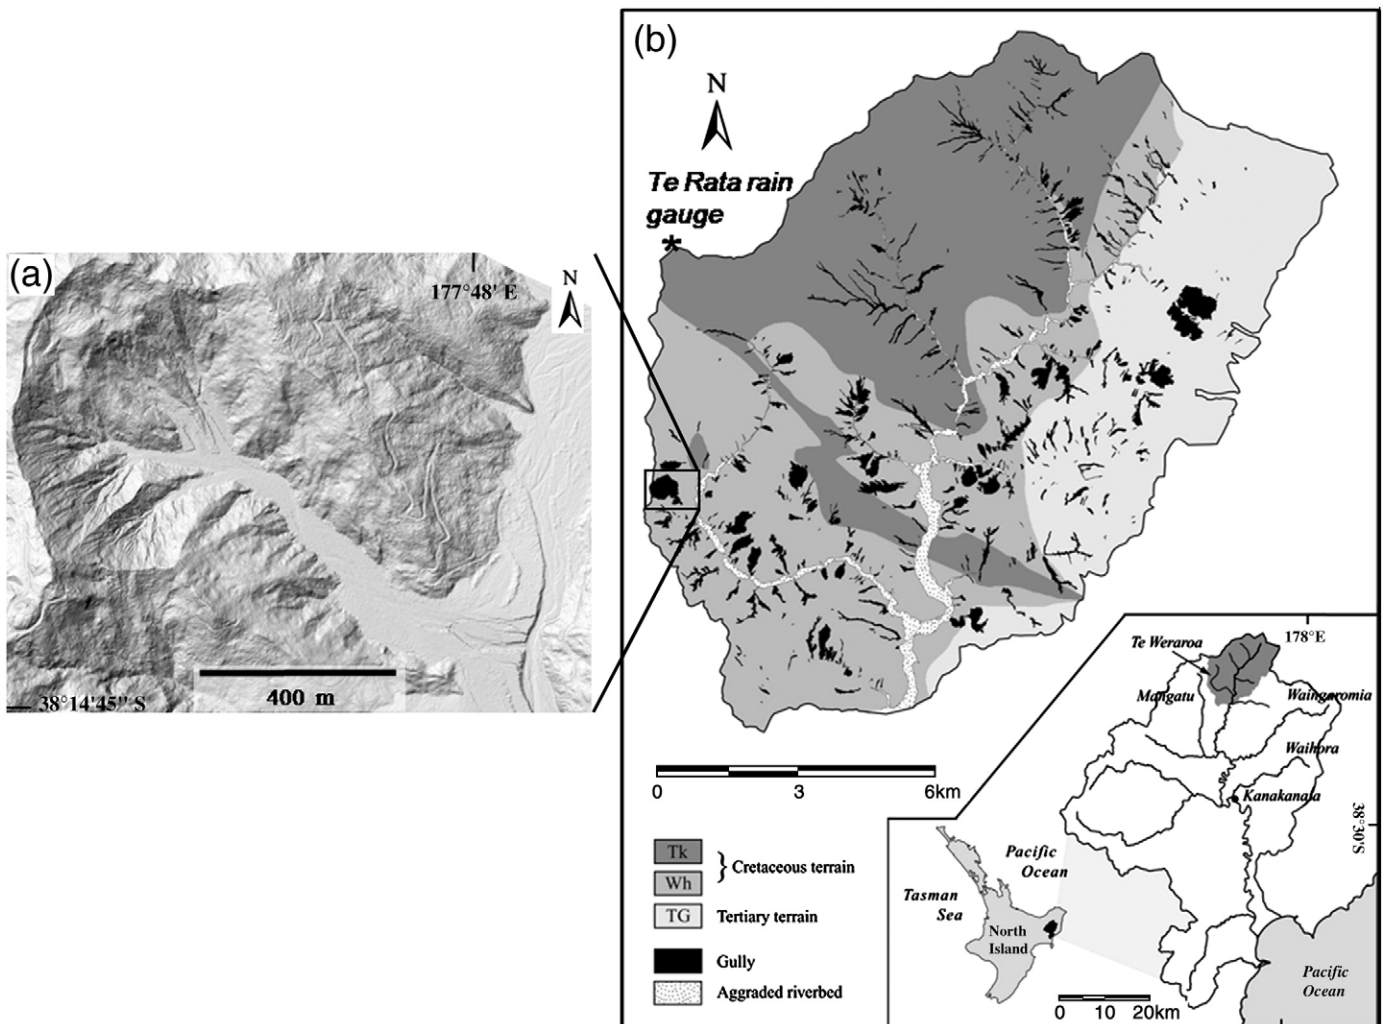 (a)
177°48' E
N
38°14'45'' S
400 m
(b)
N
Te Rata rain
gauge
*
0 3 6km
Tk
Wh
} Cretaceous terrain
TG Tertiary terrain
Gully
Aggraded riverbed
178°E
Te Weraroa
Mangatu
Waingaromia
Waihora
Kanakanaia
38°30'S
Pacific
Ocean
Tasman
Sea
North
Island
0 10 20km
Pacific
Ocean